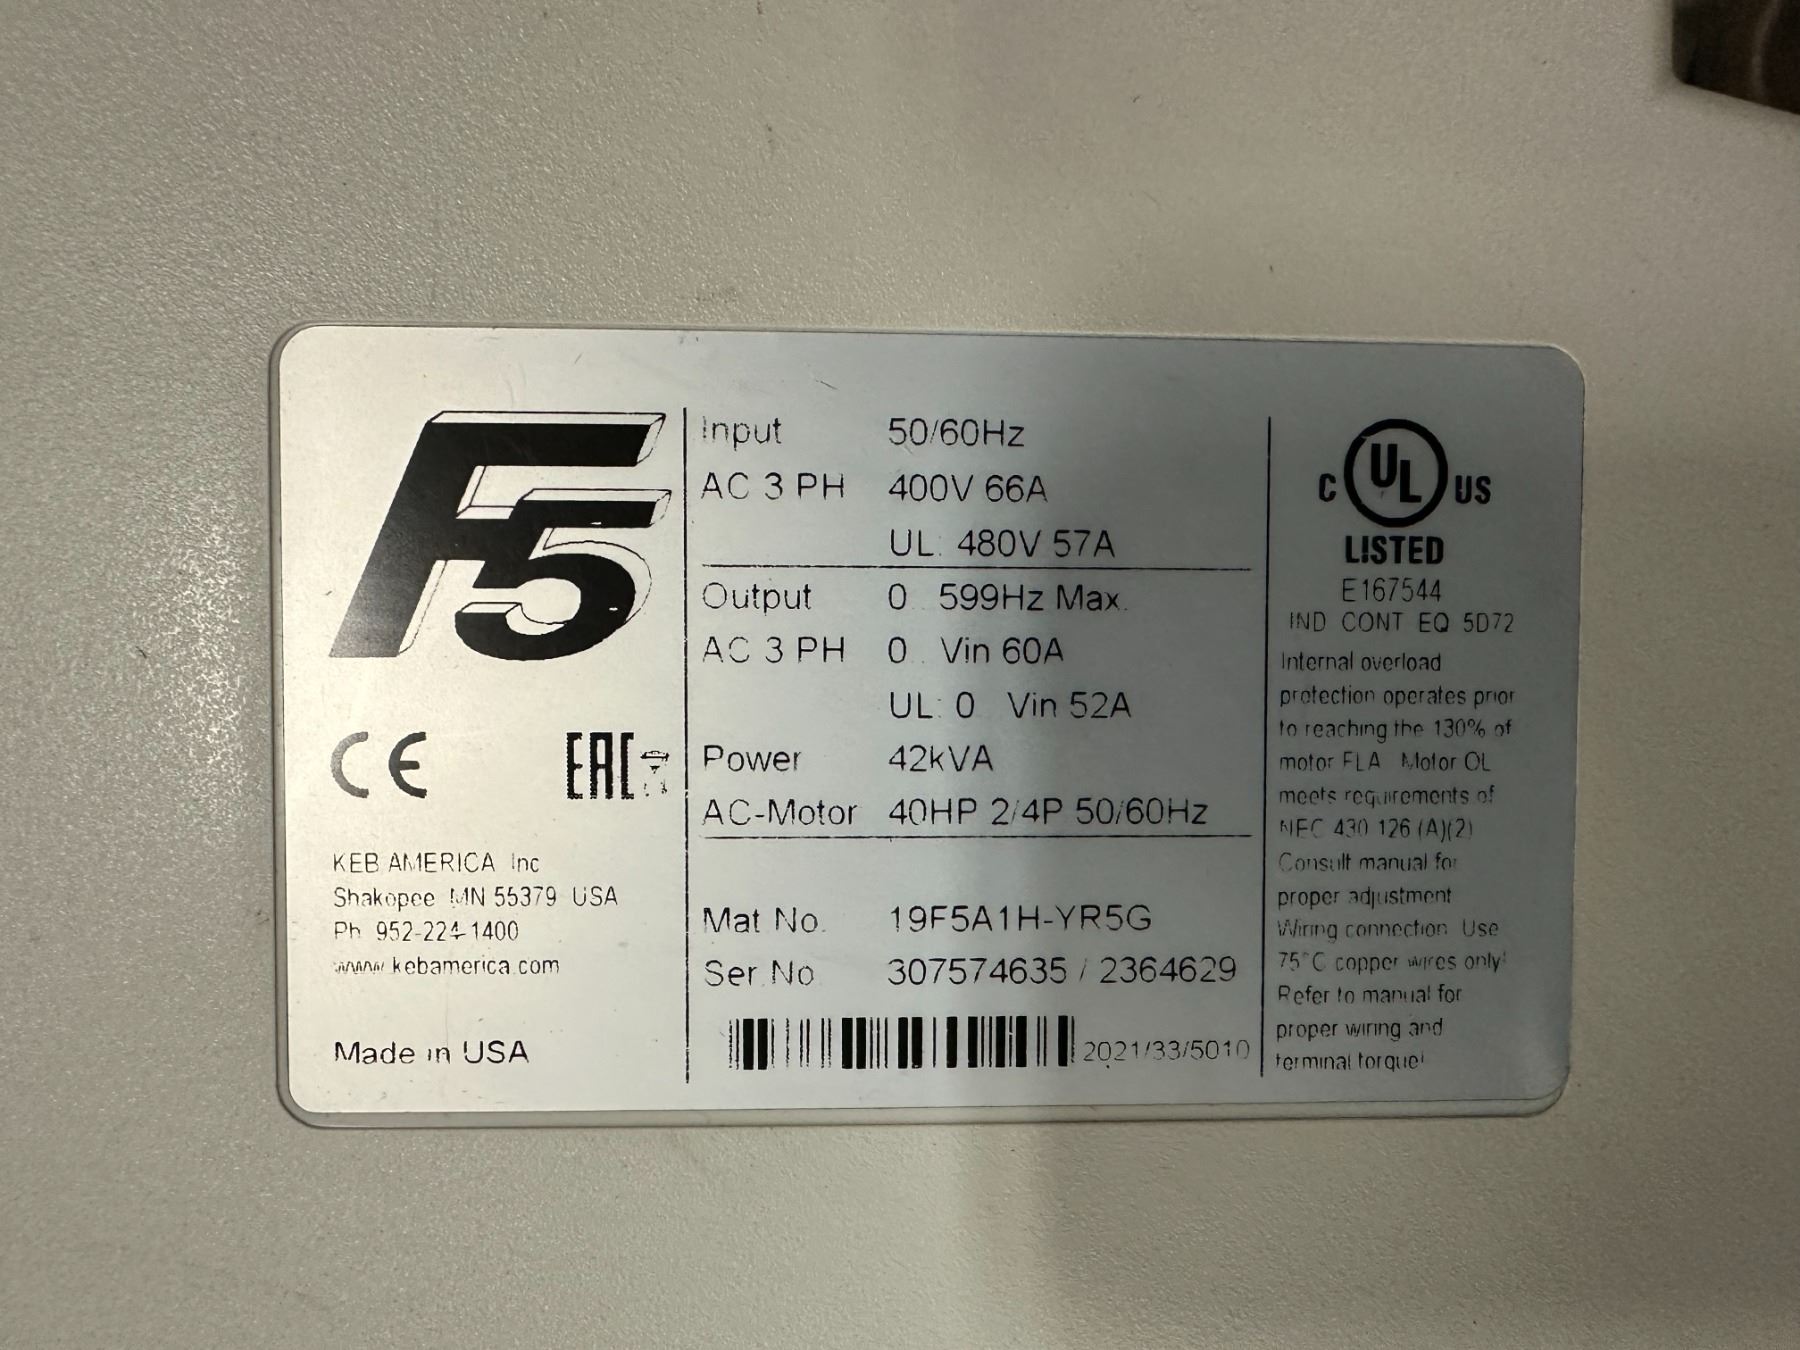 F5
CE EAC
KEB AMERICA Inc
Shakopee MN 55379 USA
Ph 952-224-1400
www.kebamerica.com
Made in USA
Input 50/60Hz
AC 3 PH 400V 66A
UL: 480V 57A
Output 0 599Hz Max.
AC 3 PH 0.. Vin 60A
UL: 0 Vin 52A
Power 42kVA
AC-Motor 40HP 2/4P 50/60Hz
Mat No. 19F5A1H-YR5G
Ser.No 307574635 / 2364629
2021/33/5010
C UL US
LISTED
E167544
IND CONT EQ 5D72
Internal overload
protection operates prior
to reaching the 130% of
motor FLA Motor OL
meets requirements of
NEC 430 126 (A)(2)
Consult manual for
proper adjustment
Wiring connection Use
75°C copper wires only!
Refer to manual for
proper wiring and
terminal torque!